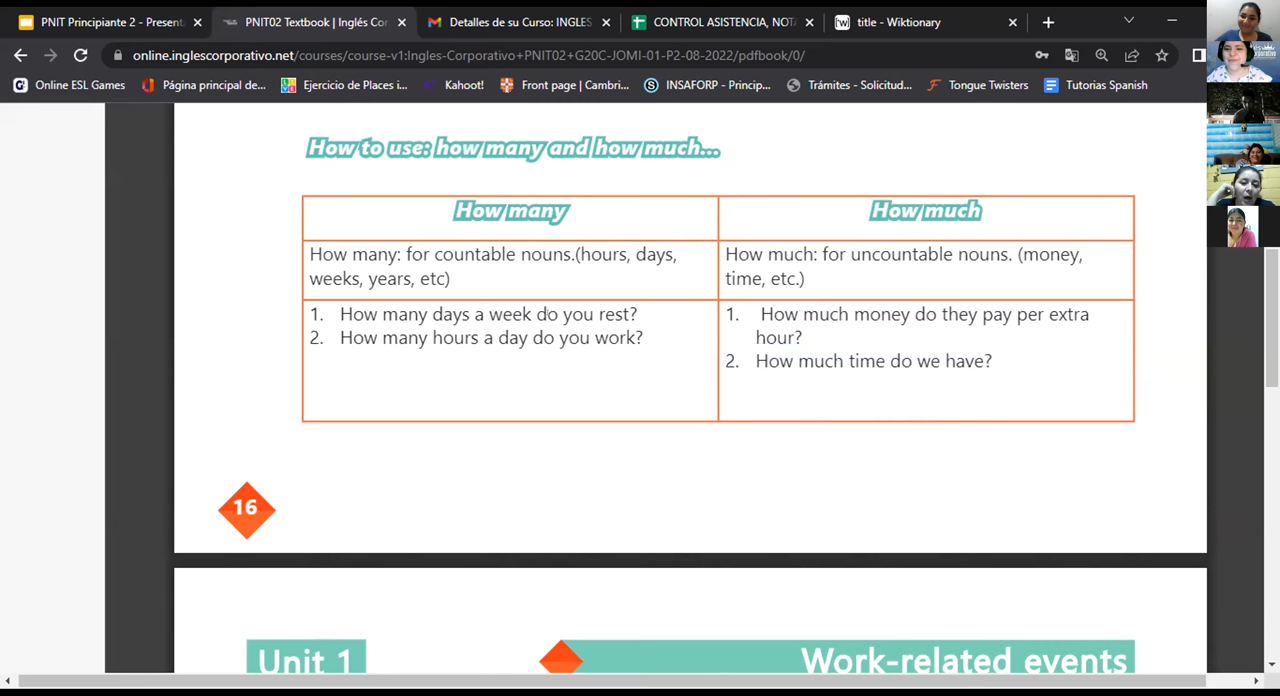 PNIT Principiante 2 - Present
PNIT02 Textbook | Inglés Cor
Detalles de su Curso: INGLES
CONTROL ASISTENCIA, NOTA
title - Wiktionary
online.inglescorporativo.net/courses/course-v1:Ingles-Corporativo+PNIT02+G20C-JOMI-01-P2-08-2022/pdfbook/0/
Online ESL Games
Página principal de...
Ejercicio de Places i...
Kahoot!
Front page | Cambri...
INSAFORP - Princip...
Trámites - Solicitud...
Tongue Twisters
Tutorias Spanish
How to use: how many and how much...
How many
How much
How many: for countable nouns.(hours, days,
weeks, years, etc)
How much: for uncountable nouns. (money,
time, etc.)
1. How many days a week do you rest?
2. How many hours a day do you work?
1. How much money do they pay per extra
hour?
2. How much time do we have?
16
Unit 1
Work-related events